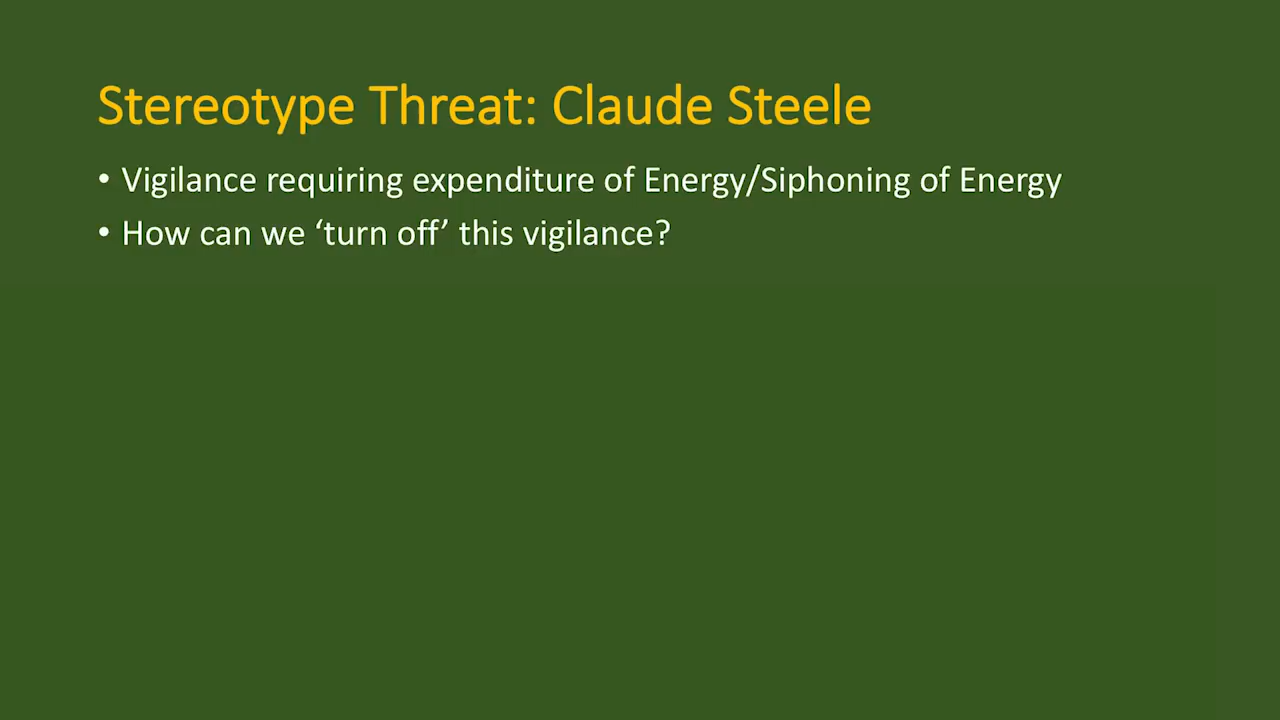 Stereotype Threat: Claude Steele
• Vigilance requiring expenditure of Energy/Siphoning of Energy
• How can we ‘turn off’ this vigilance?